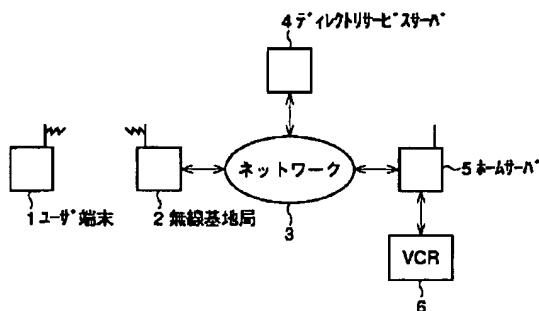 4 ディレクトリサービスサーバ
ネットワーク
5 ホームサーバ
1 ユーザ端末
2 無線基地局
3
VCR
6